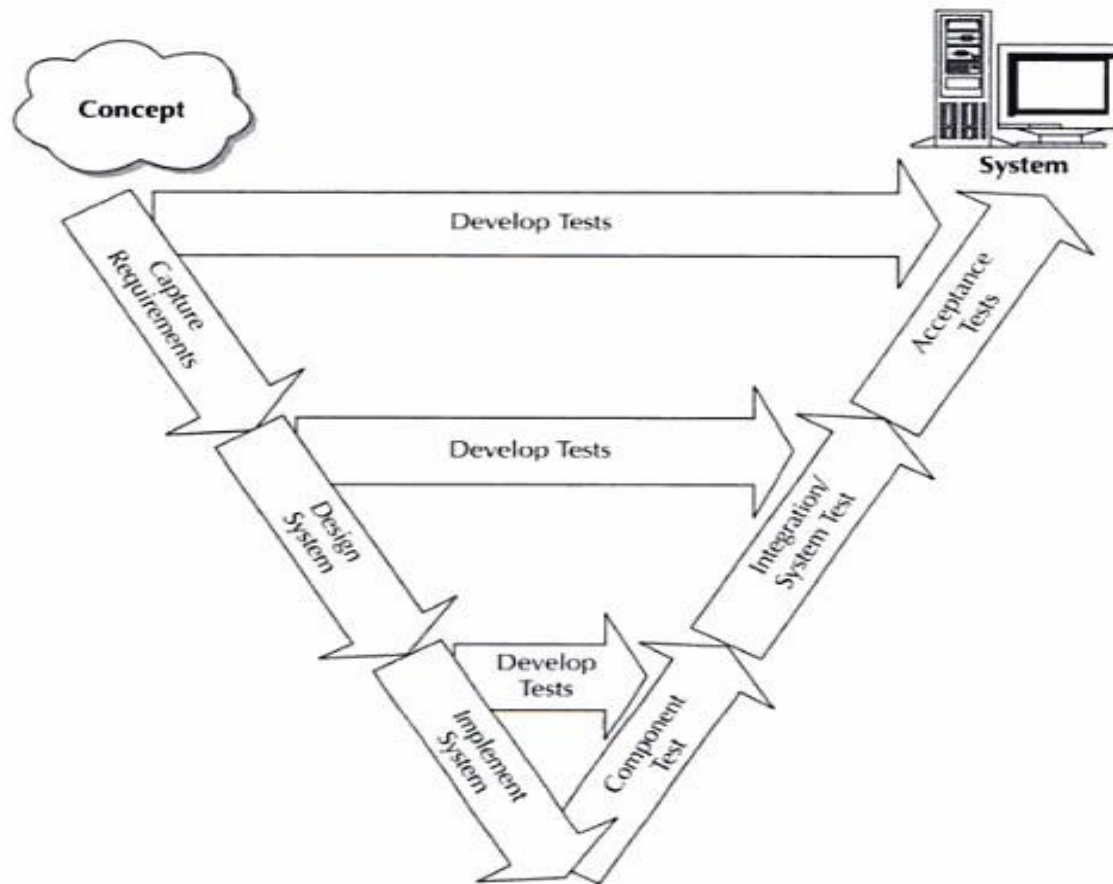 Concept
System
Develop Tests
Capture
Requirements
Acceptance
Tests
Develop Tests
Design
System
Integration/
System Test
Develop
Tests
Implement
System
Component
Test